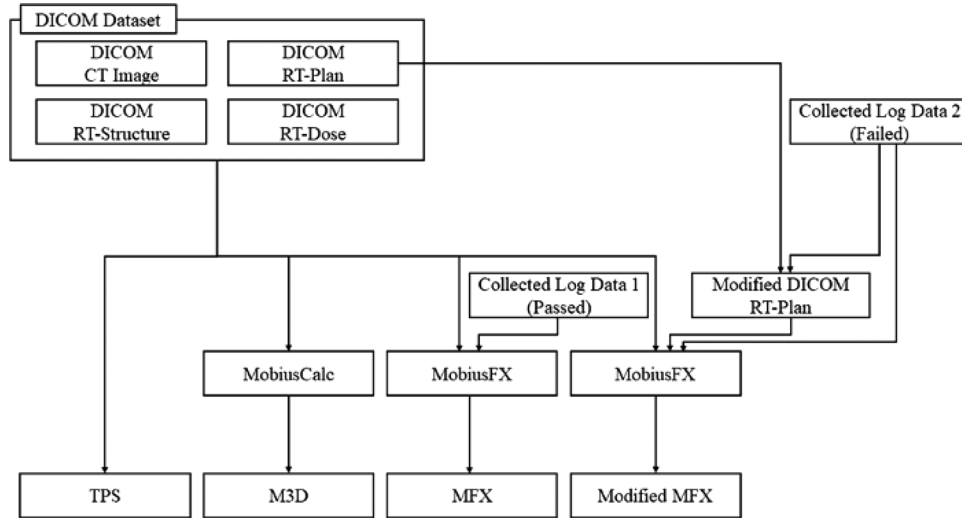 DICOM Dataset
DICOM
CT Image
DICOM
RT-Plan
DICOM
RT-Structure
DICOM
RT-Dose
Collected Log Data 2
(Failed)
Collected Log Data 1
(Passed)
Modified DICOM
RT-Plan
MobiusCalc
MobiusFX
MobiusFX
TPS
M3D
MFX
Modified MFX